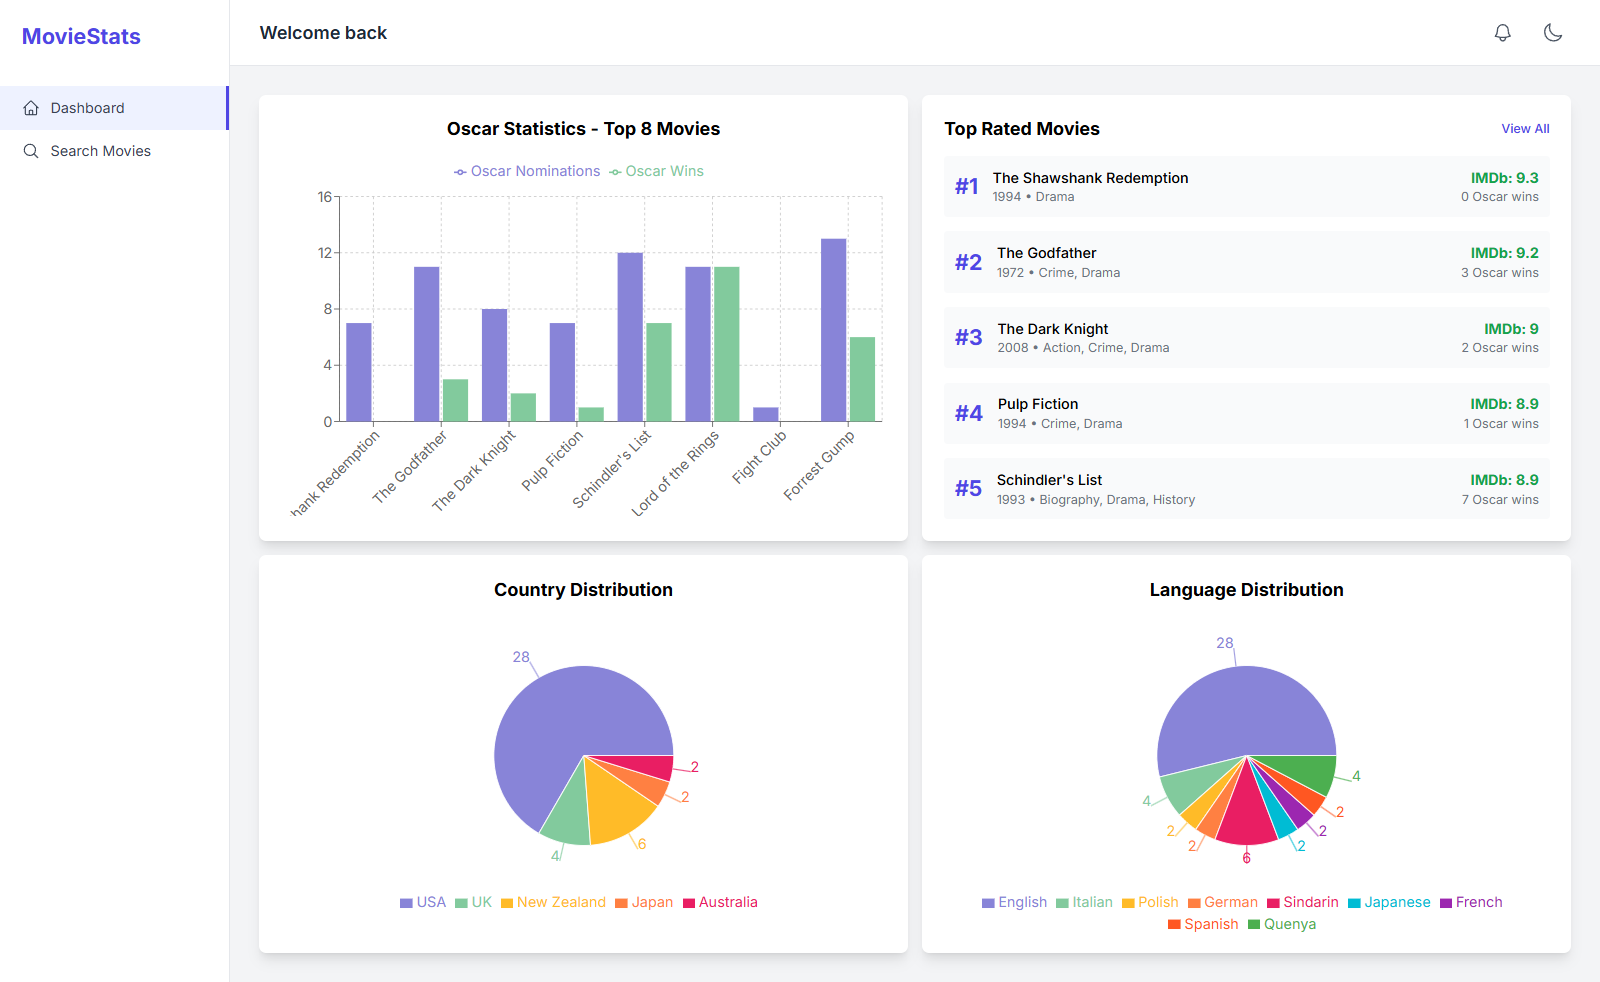 MovieStats
Dashboard
Search Movies
Welcome back
Oscar Statistics - Top 8 Movies
Oscar Nominations Oscar Wins
16
12
8
4
0
Redemption
The Godfather
The Dark Knight
Pulp Fiction
Schindler's List
Lord of the Rings
Fight Club
Forrest Gump
Top Rated Movies
View All
#1
The Shawshank Redemption
1994 • Drama
IMDb: 9.3
0 Oscar wins
#2
The Godfather
1972 • Crime, Drama
IMDb: 9.2
3 Oscar wins
#3
The Dark Knight
2008 • Action, Crime, Drama
IMDb: 9
2 Oscar wins
#4
Pulp Fiction
1994 • Crime, Drama
IMDb: 8.9
1 Oscar wins
#5
Schindler's List
1993 • Biography, Drama, History
IMDb: 8.9
7 Oscar wins
Country Distribution
28
2
2
6
4
USA UK New Zealand Japan Australia
Language Distribution
28
4
4
2
2
2
2
2
6
English Italian Polish German Sindarin Japanese French
Spanish Quenya